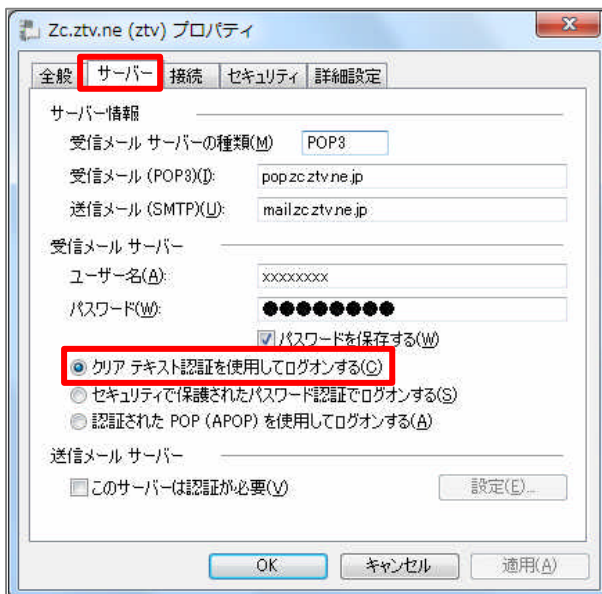 Zc.ztv.ne (ztv) プロパティ
全般 サーバー 接続 セキュリティ 詳細設定
サーバー情報
受信メール サーバーの種類(M) POP3
受信メール (POP3)(I): pop.zc.ztv.ne.jp
送信メール (SMTP)(U): mail.zc.ztv.ne.jp
受信メール サーバー
ユーザー名(A): xxxxxxxx
パスワード(W): ●●●●●●●●
パスワードを保存する(W)
クリア テキスト認証を使用してログオンする(C)
セキュリティで保護されたパスワード認証でログオンする(S)
認証された POP (APOP) を使用してログオンする(A)
送信メール サーバー
このサーバーは認証が必要(V) 設定(E)...
OK キャンセル 適用(A)